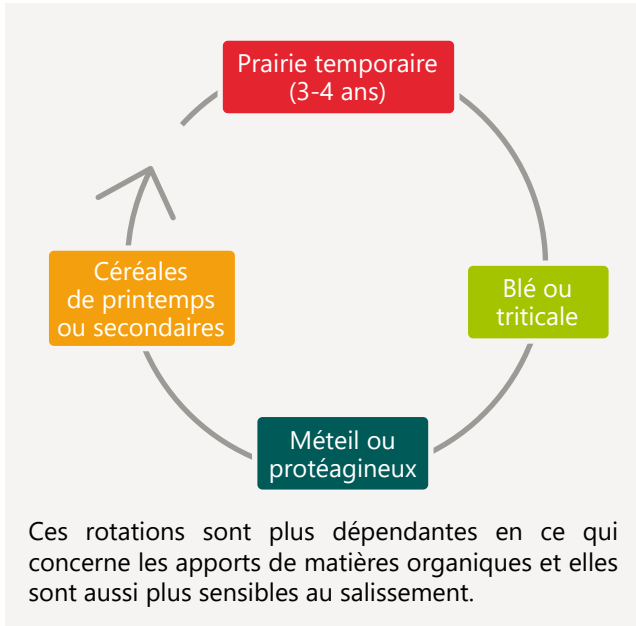 Prairie temporaire
(3-4 ans)
Blé ou
triticale
Méteil ou
protéagineux
Céréales
de printemps
ou secondaires
Ces rotations sont plus dépendantes en ce qui
concerne les apports de matières organiques et elles
sont aussi plus sensibles au salissement.